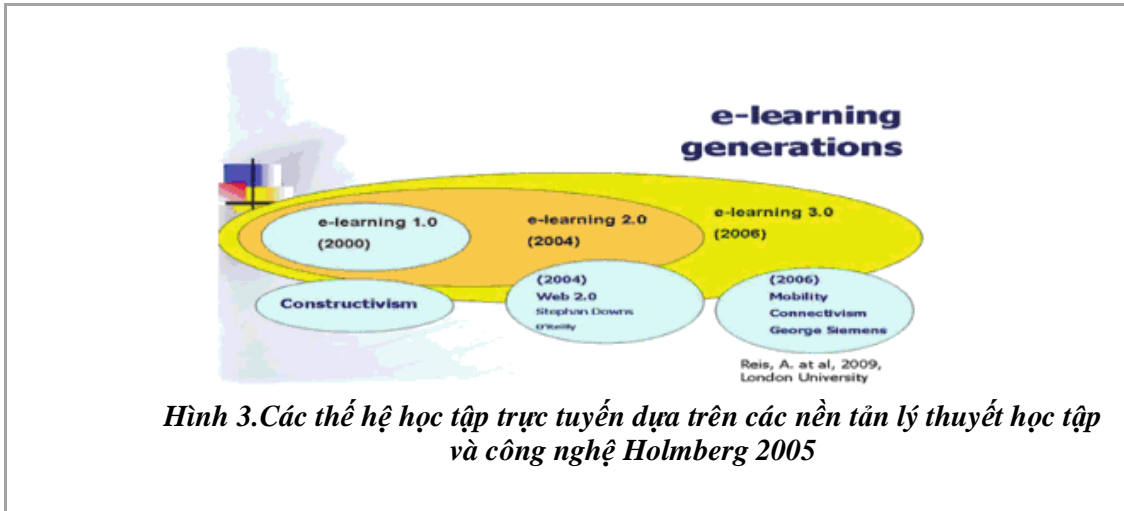 e-learning
generations
e-learning 1.0
(2000)
e-learning 2.0
(2004)
e-learning 3.0
(2006)
Constructivism
(2004)
Web 2.0
Stephan Downs
O'Reilly
(2006)
Mobility
Connectivism
George Siemens
Reis, A. at al, 2009,
London University
Hình 3.Các thế hệ học tập trực tuyến dựa trên các nền tản lý thuyết học tập
và công nghệ Holmberg 2005